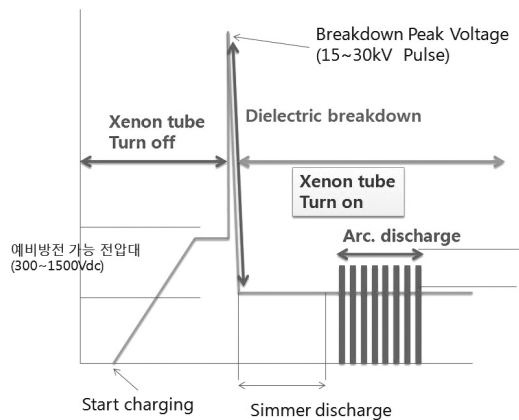 Breakdown Peak Voltage
(15~30kV Pulse)
Xenon tube
Turn off
Dielectric breakdown
Xenon tube
Turn on
Arc. discharge
예비방전 가능 전압대
(300~1500Vdc)
Start charging
Simmer discharge